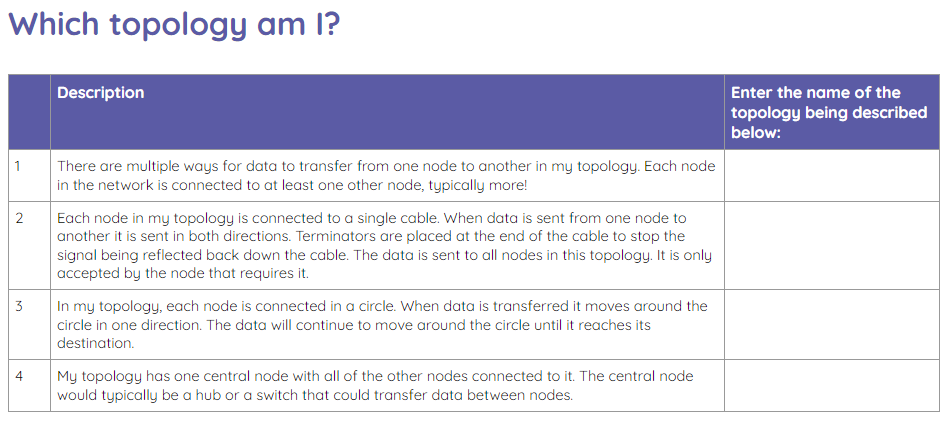 Which topology am I?
Description
Enter the name of the
topology being described
below:
1
There are multiple ways for data to transfer from one node to another in my topology. Each node
in the network is connected to at least one other node, typically more!
2
Each node in my topology is connected to a single cable. When data is sent from one node to
another it is sent in both directions. Terminators are placed at the end of the cable to stop the
signal being reflected back down the cable. The data is sent to all nodes in this topology. It is only
accepted by the node that requires it.
3
In my topology, each node is connected in a circle. When data is transferred it moves around the
circle in one direction. The data will continue to move around the circle until it reaches its
destination.
4
My topology has one central node with all of the other nodes connected to it. The central node
would typically be a hub or a switch that could transfer data between nodes.